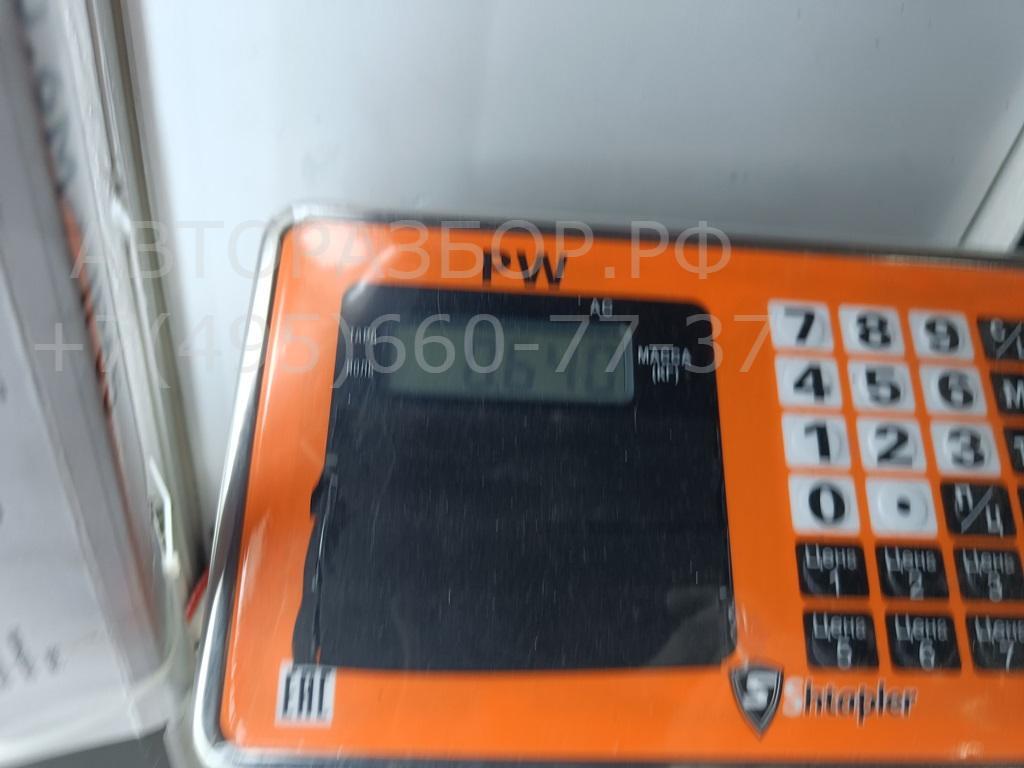 АВТОРАЗБОР.РФ
+7(495)660-77-37
PW
МАССА
(КГ)
7 8 9
4 5 6
1 2 3
0 .
Цена 1
Цена 2
Цена 3
Цена 5
Цена 6
Цена 7
EAC
S Shtapler